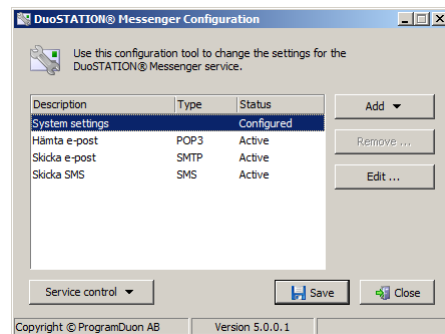 DuoSTATION® Messenger Configuration
Use this configuration tool to change the settings for the
DuoSTATION® Messenger service.
Description Type Status
System settings Configured
Hämta e-post POP3 Active
Skicka e-post SMTP Active
Skicka SMS SMS Active
Add
Remove ...
Edit ...
Service control
Save
Close
Copyright © ProgramDuon AB Version 5.0.0.1